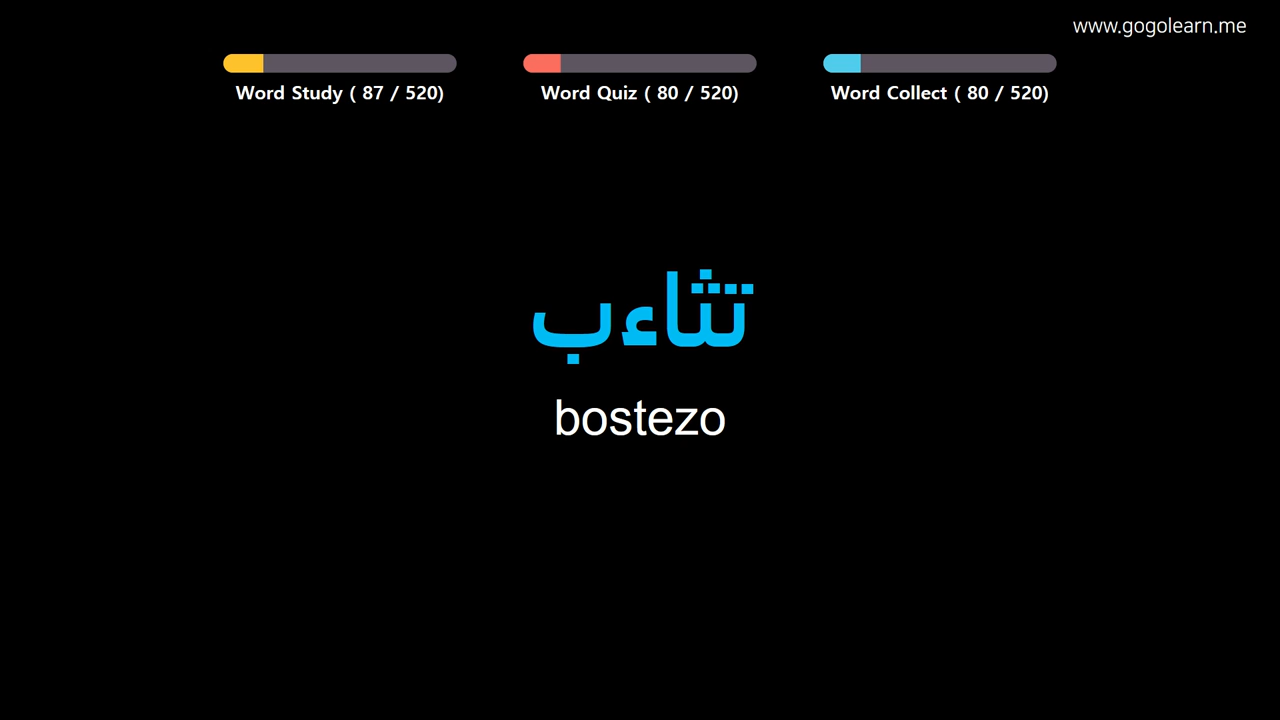 www.gogolearn.me
Word Study ( 87 / 520)
Word Quiz ( 80 / 520)
Word Collect ( 80 / 520)
تثاءب
bostezo